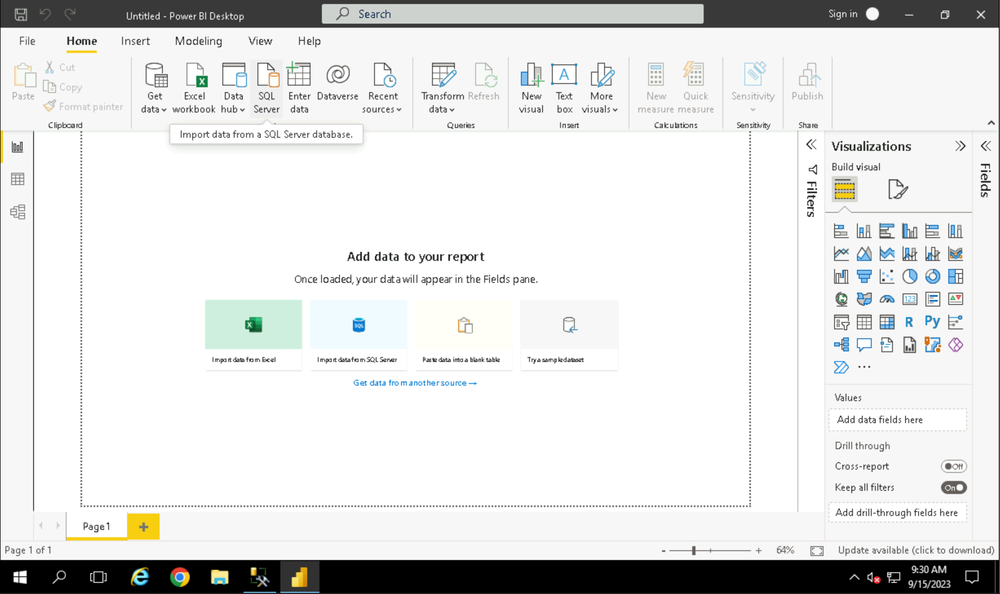 Untitled - Power BI Desktop
Search
Sign in
File Home Insert Modeling View Help
Paste
Cut
Copy
Format painter
Clipboard
Get data
Excel workbook
Data hub
SQL Server
Enter data
Dataverse
Recent sources
Transform data
Refresh
Queries
New visual
Text box
More visuals
Insert
New measure
Quick measure
Calculations
Sensitivity
Sensitivity
Publish
Share
Import data from a SQL Server database.
Filters
Visualizations
Build visual
Fields
Add data to your report
Once loaded, your data will appear in the Fields pane.
SQL
Import data from Excel
Import data from SQL Server
Paste data into a blank table
Try a sample dataset
Get data from another source →
A
123
R
Py
Values
Add data fields here
Drill through
Cross-report
Off
Keep all filters
On
Add drill-through fields here
Page 1
Page 1 of 1
64%
Update available (click to download)
9:30 AM
9/15/2023